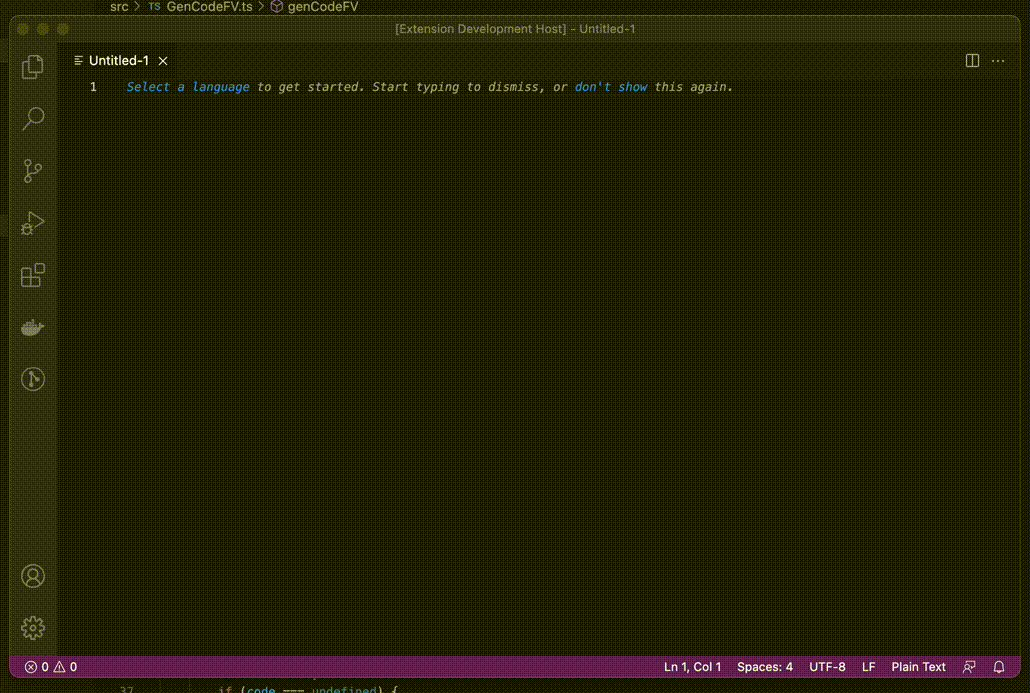 src > TS GenCodeFV.ts > genCodeFV
[Extension Development Host] - Untitled-1
Untitled-1
1 Select a language to get started. Start typing to dismiss, or don't show this again.
0 0 Ln 1, Col 1 Spaces: 4 UTF-8 LF Plain Text
37 if (code === undefined) {